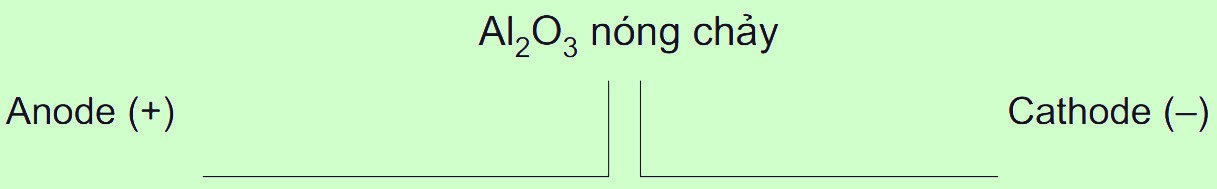 Al₂O₃ nóng chảy
Anode (+)
Cathode (–)